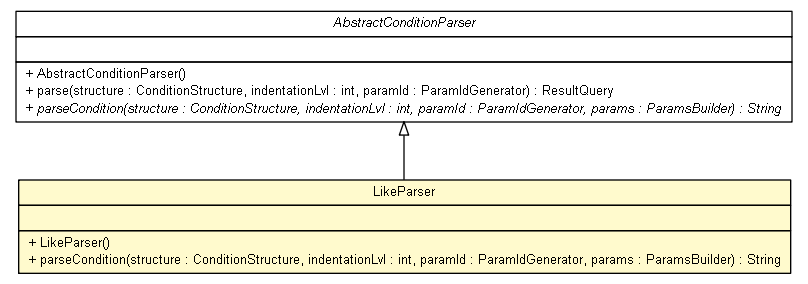 AbstractConditionParser
+ AbstractConditionParser()
+ parse(structure : ConditionStructure, indentationLvl : int, paramId : ParamIdGenerator) : ResultQuery
+ parseCondition(structure : ConditionStructure, indentationLvl : int, paramId : ParamIdGenerator, params : ParamsBuilder) : String
LikeParser
+ LikeParser()
+ parseCondition(structure : ConditionStructure, indentationLvl : int, paramId : ParamIdGenerator, params : ParamsBuilder) : String